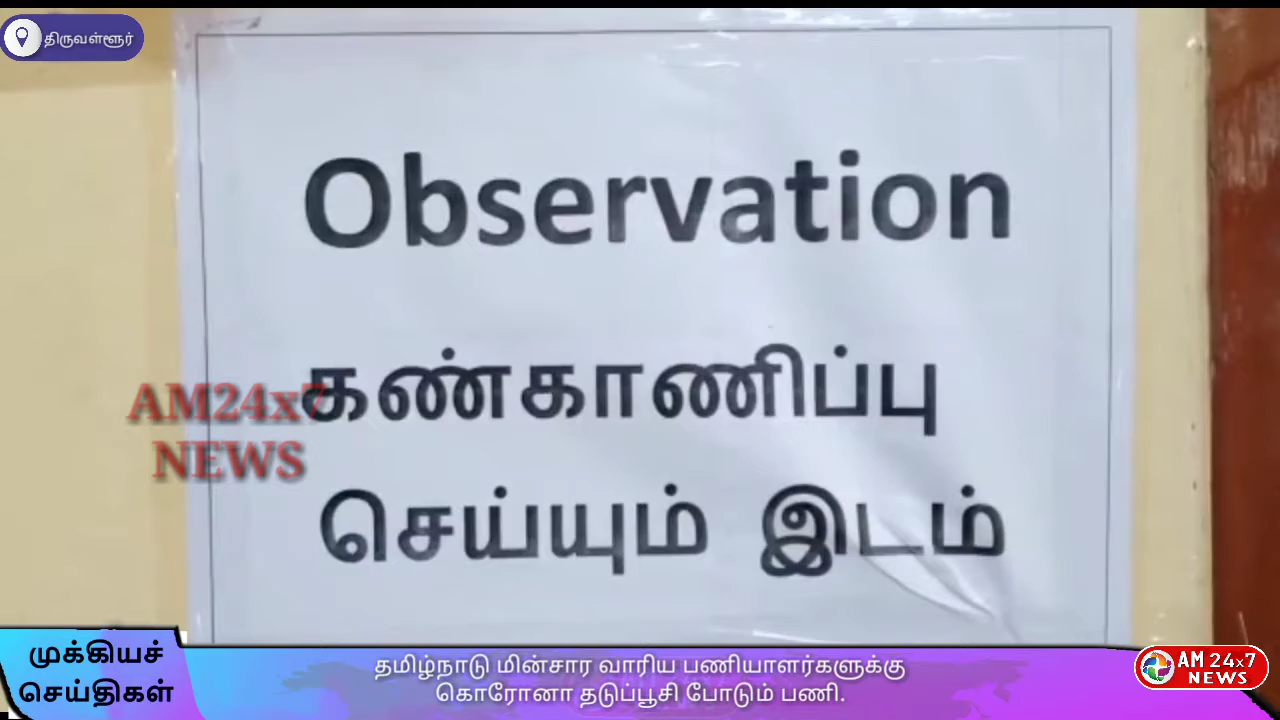 திருவள்ளூர்
Observation
கண்காணிப்பு
செய்யும் இடம்
AM24x7
NEWS
முக்கியச்
செய்திகள்
தமிழ்நாடு மின்சார வாரிய பணியாளர்களுக்கு
கொரோனா தடுப்பூசி போடும் பணி.
AM 24x7
NEWS